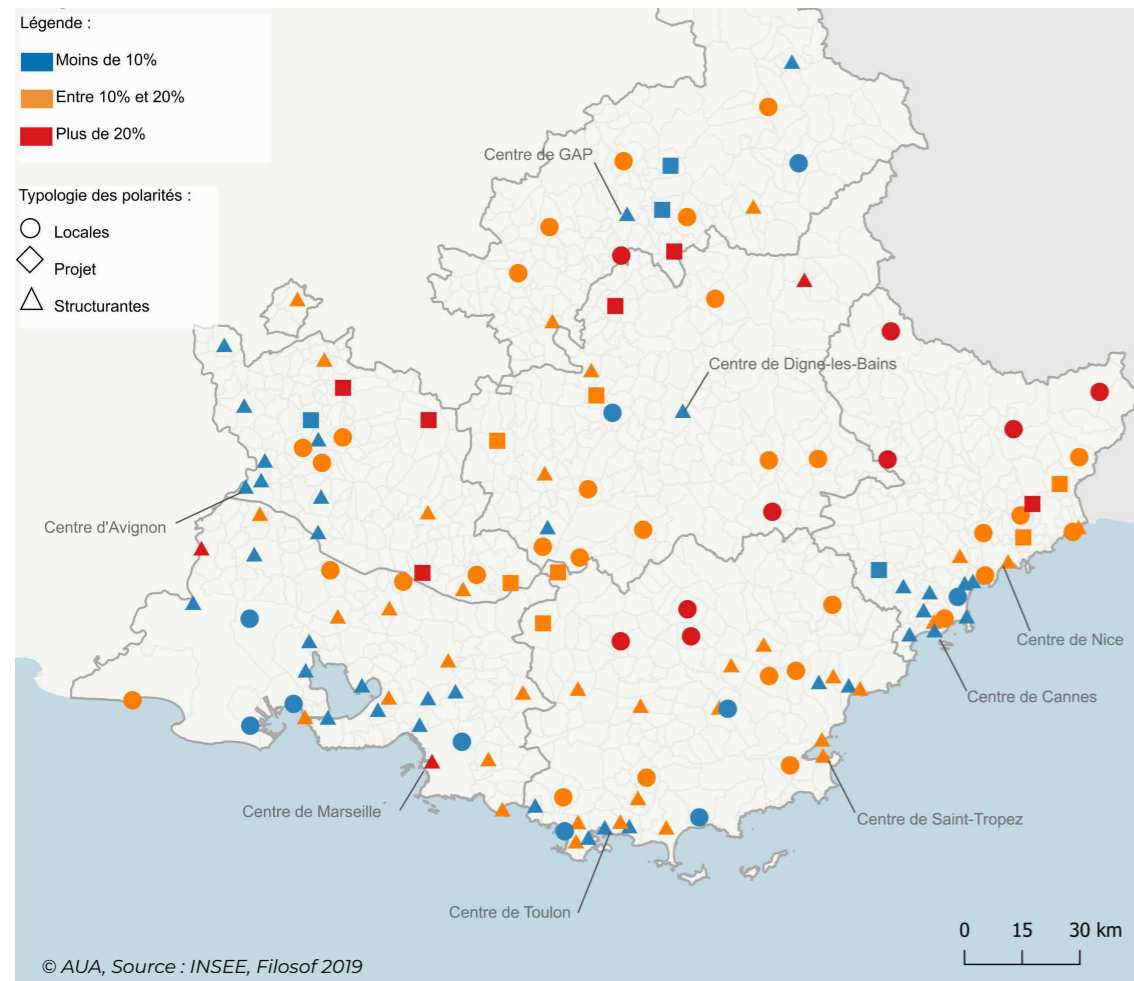 Légende :
Moins de 10%
Entre 10% et 20%
Plus de 20%
Typologie des polarités :
Locales
Projet
Structurantes
Centre de GAP
Centre de Digne-les-Bains
Centre d'Avignon
Centre de Nice
Centre de Cannes
Centre de Marseille
Centre de Saint-Tropez
Centre de Toulon
0 15 30 km
© AUA, Source : INSEE, Filosof 2019